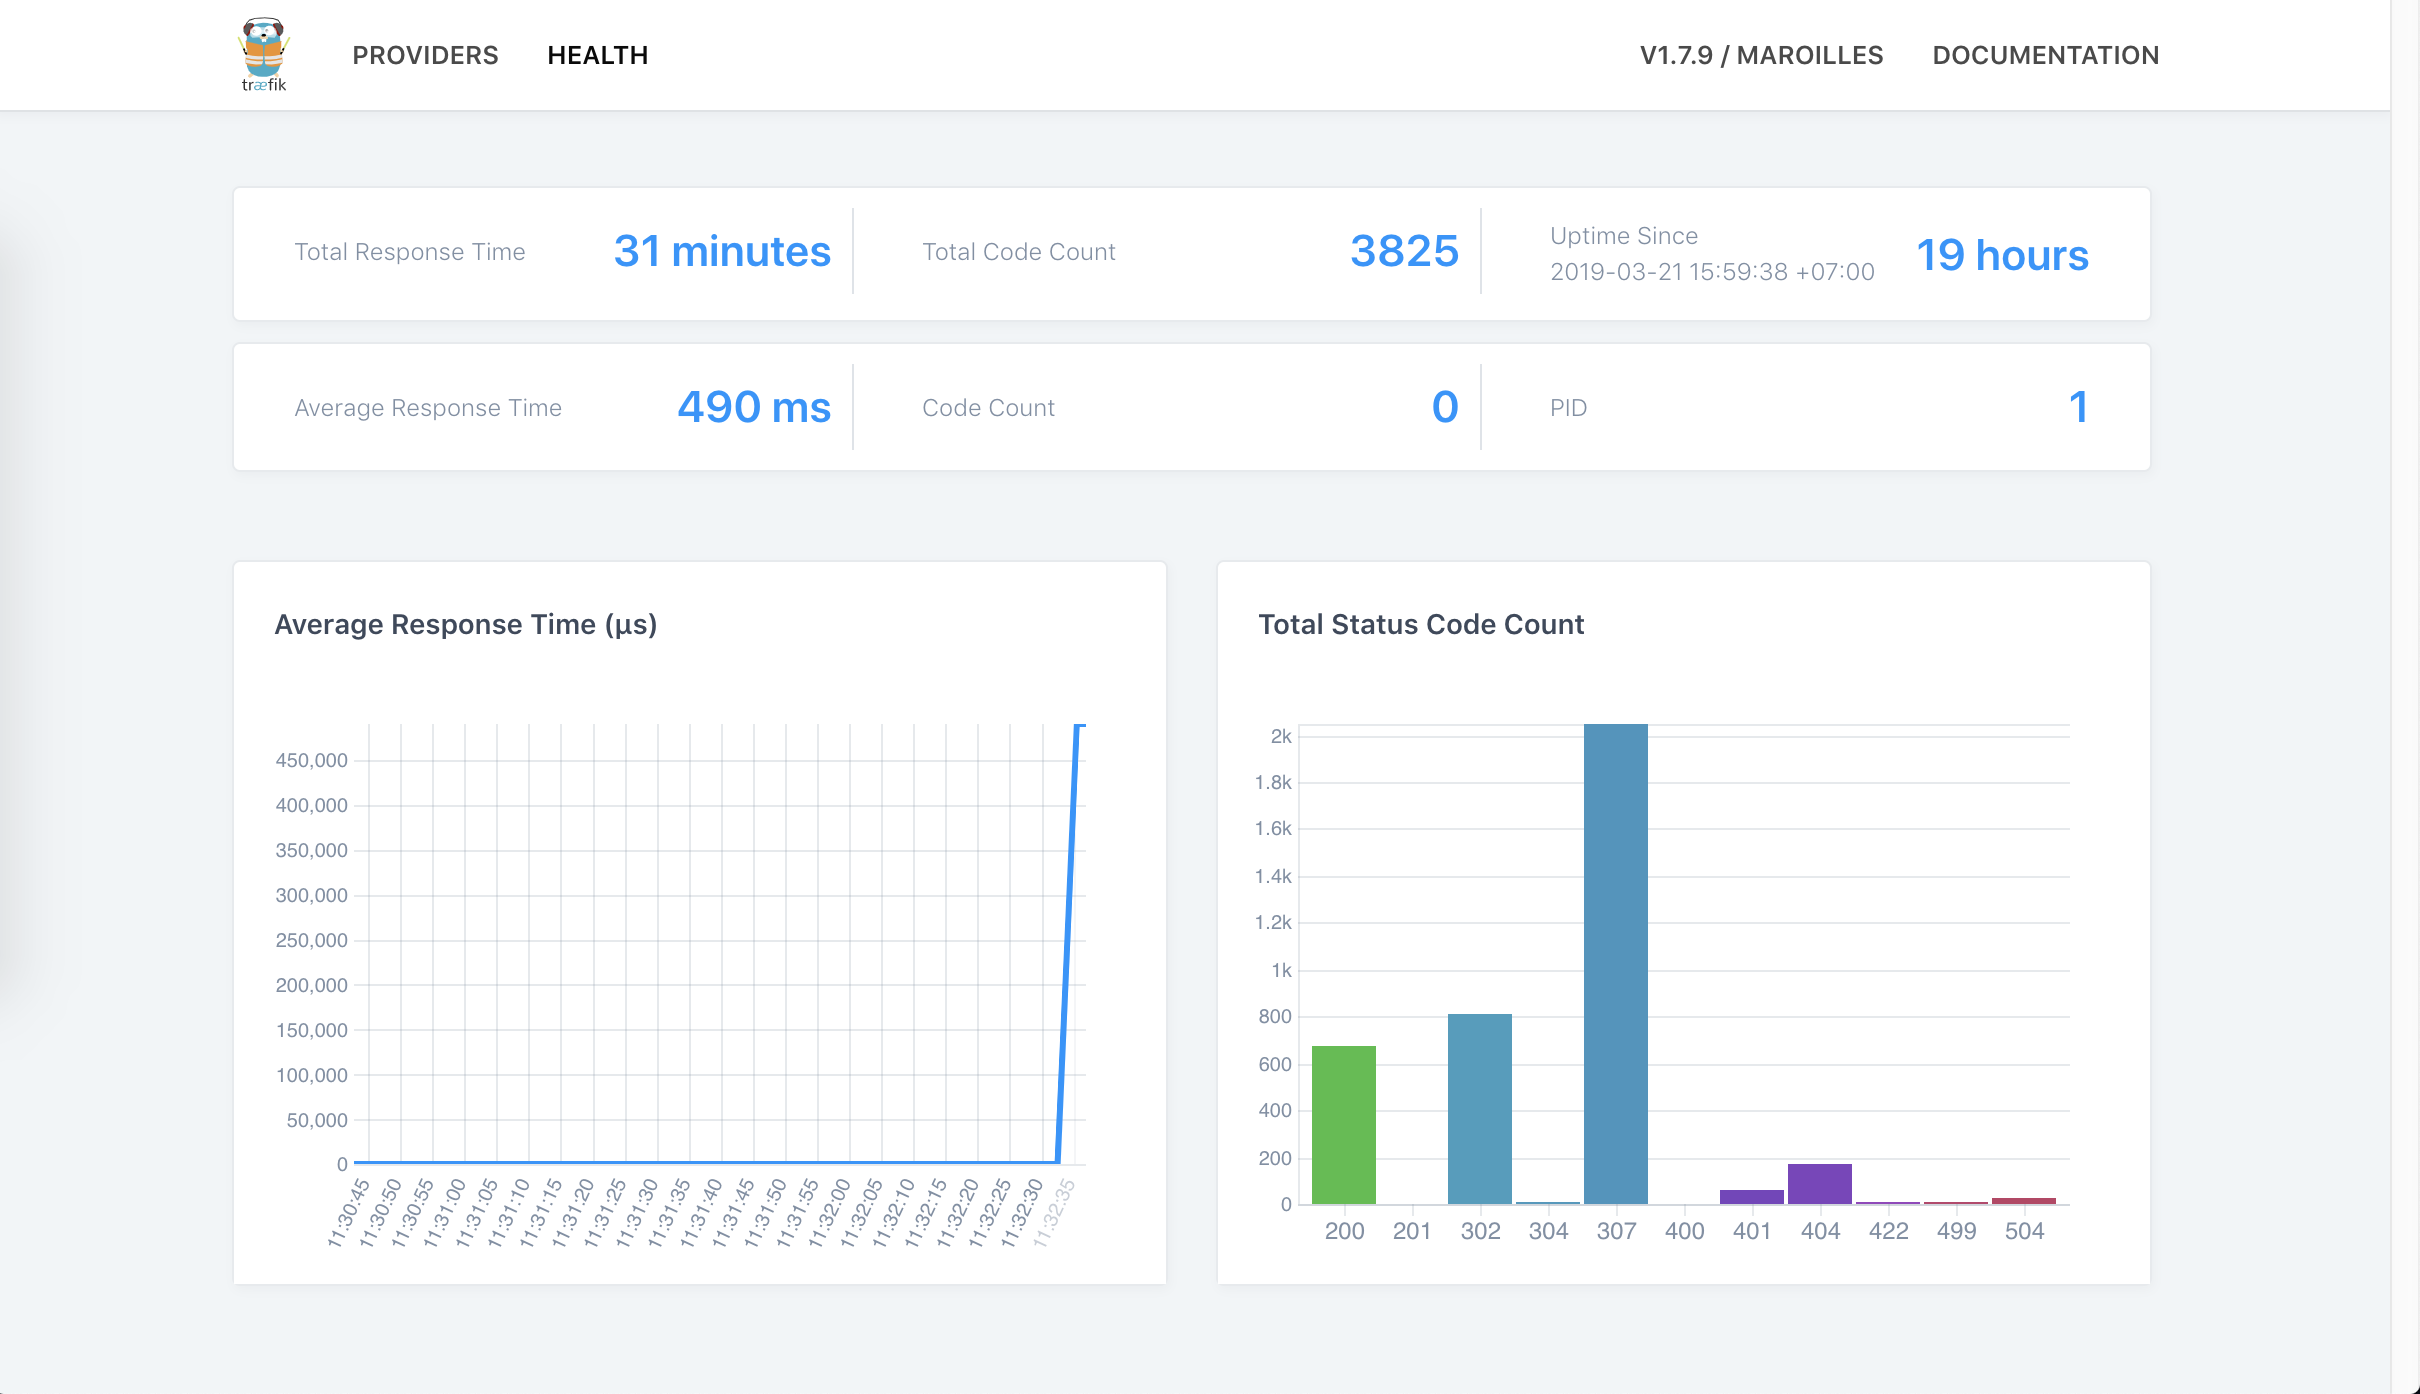 træfik
PROVIDERS HEALTH V1.7.9 / MAROILLES DOCUMENTATION
Total Response Time 31 minutes
Total Code Count 3825
Uptime Since
2019-03-21 15:59:38 +07:00
19 hours
Average Response Time 490 ms
Code Count 0
PID 1
Average Response Time (µs)
450,000
400,000
350,000
300,000
250,000
200,000
150,000
100,000
50,000
0
11:30:45 11:30:50 11:30:55 11:31:00 11:31:05 11:31:10 11:31:15 11:31:20 11:31:25 11:31:30 11:31:35 11:31:40 11:31:45 11:31:50 11:31:55 11:32:00 11:32:05 11:32:10 11:32:15 11:32:20 11:32:25 11:32:30 11:32:35
Total Status Code Count
2k
1.8k
1.6k
1.4k
1.2k
1k
800
600
400
200
0
200 201 302 304 307 400 401 404 422 499 504